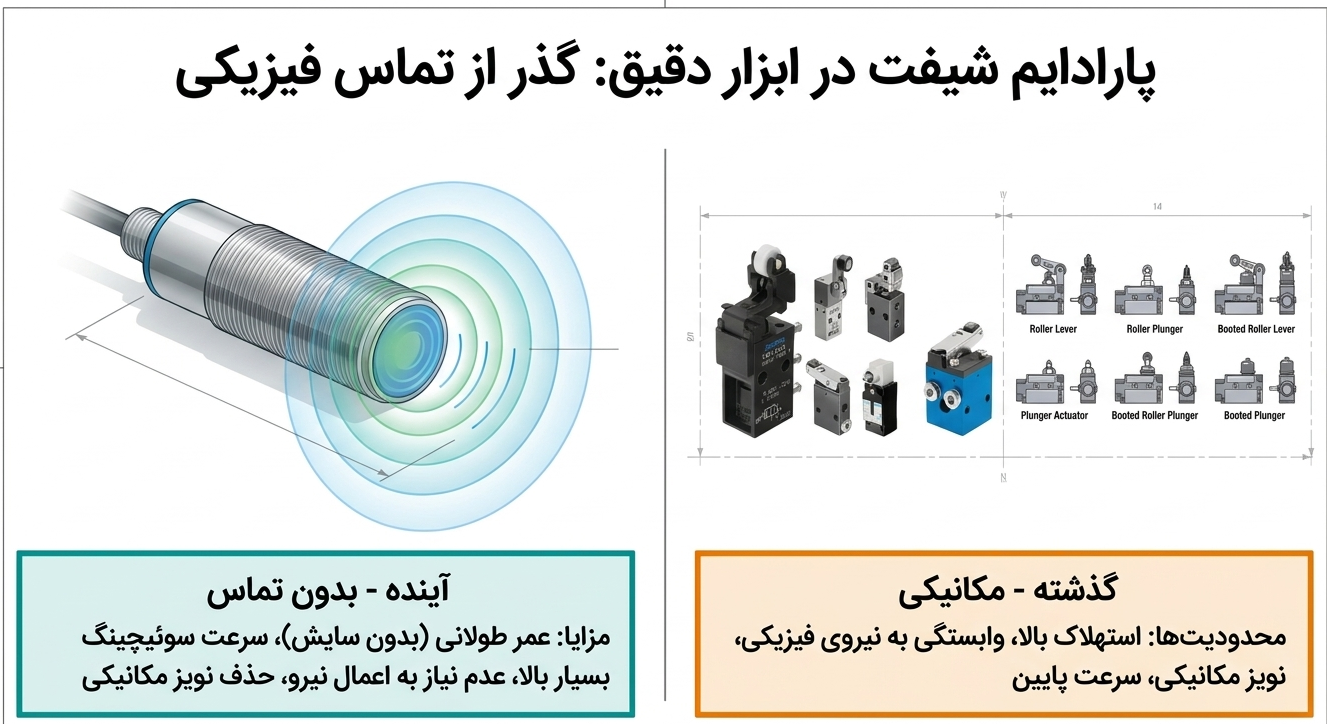 پارادایم شیفت در ابزار دقیق: گذر از تماس فیزیکی
14
Roller Lever
Roller Plunger
Booted Roller Lever
Plunger Actuator
Booted Roller Plunger
Booted Plunger
N
گذشته - مکانیکی
محدودیت‌ها: استهلاک بالا، وابستگی به نیروی فیزیکی،
نویز مکانیکی، سرعت پایین
آینده - بدون تماس
مزایا: عمر طولانی (بدون سایش)، سرعت سوئیچینگ
بسیار بالا، عدم نیاز به اعمال نیرو، حذف نویز مکانیکی